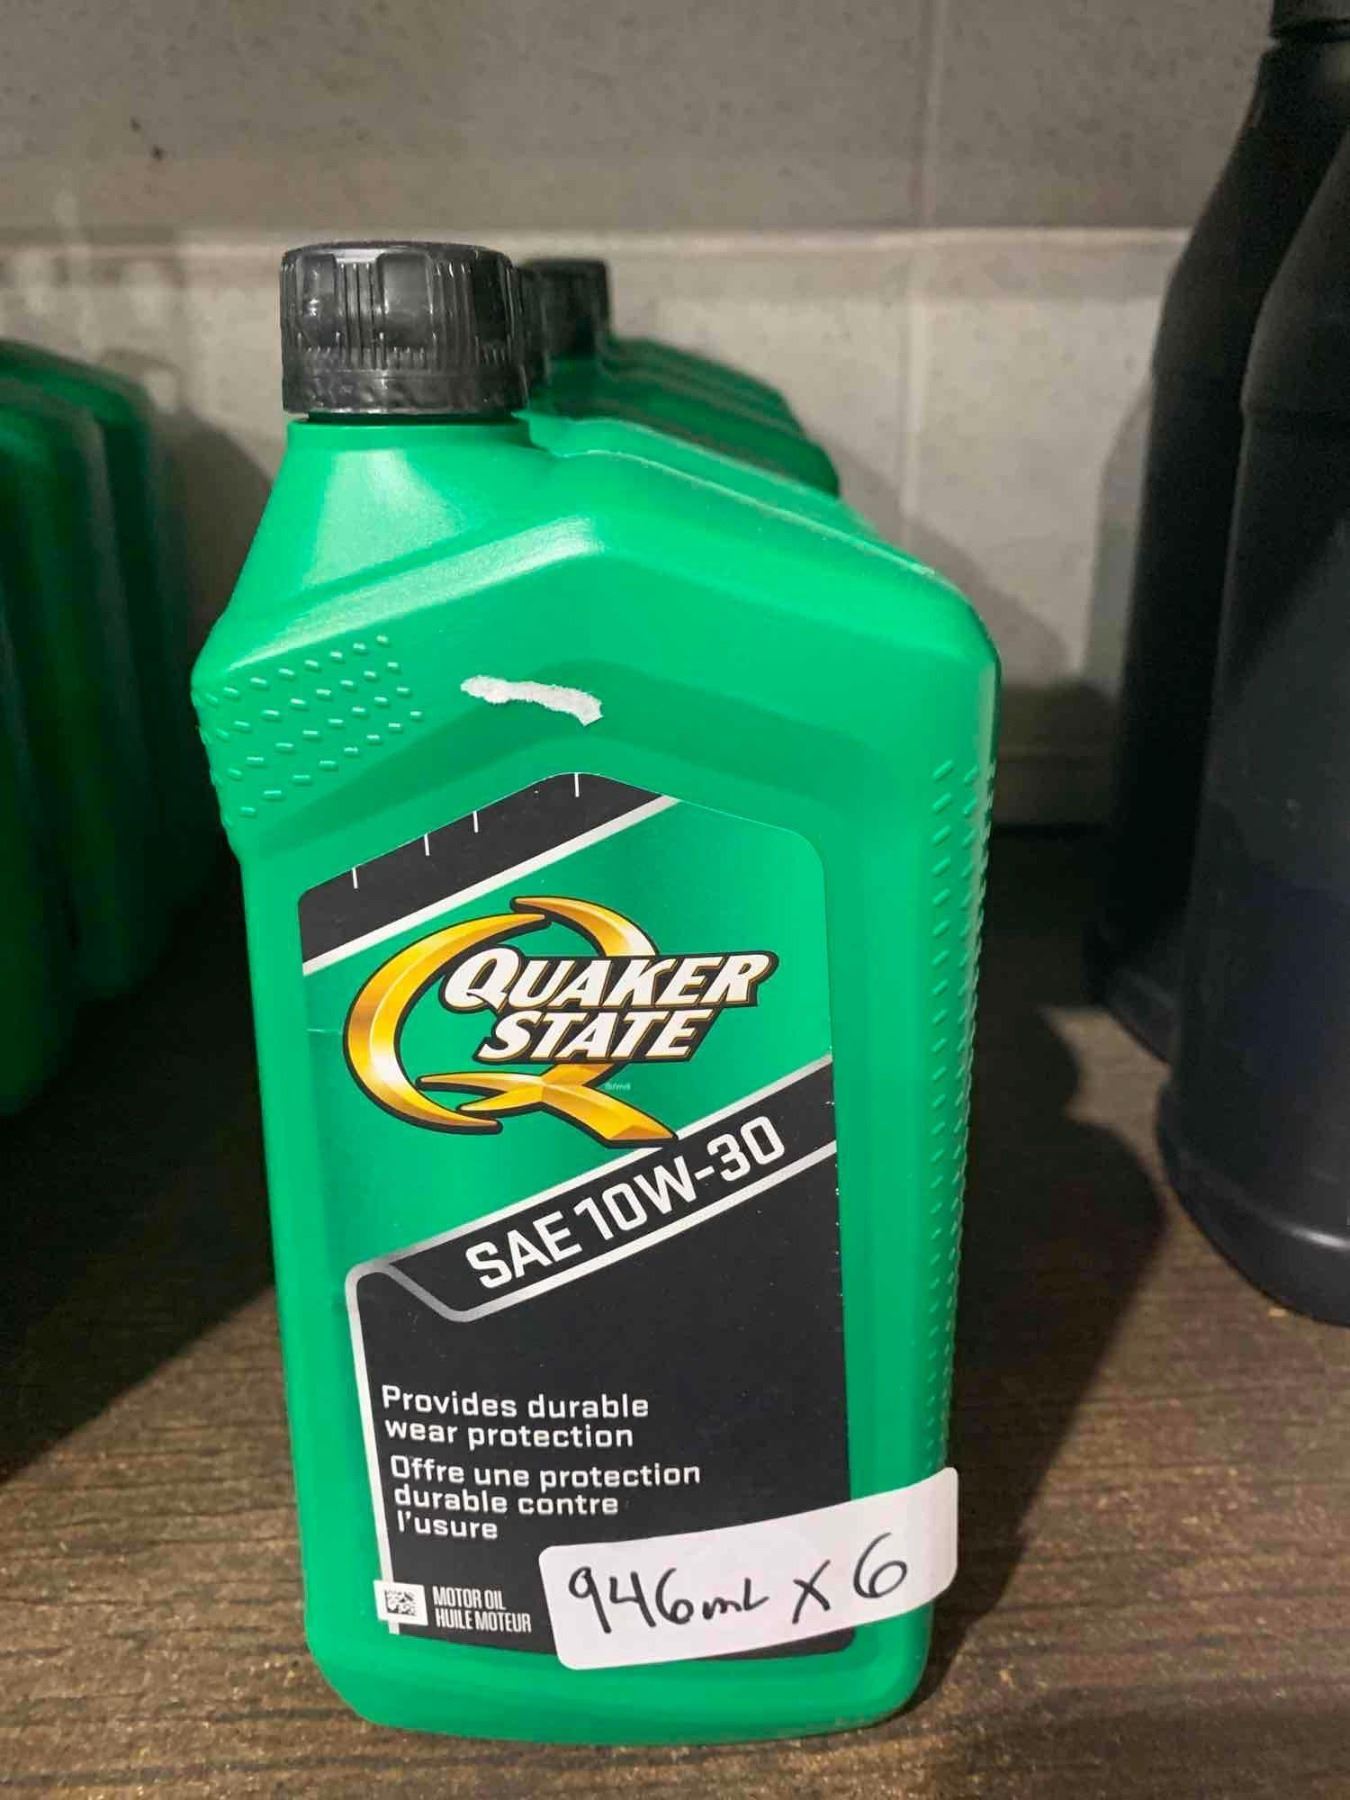 QUAKER
STATE
SAE 10W-30
Provides durable
wear protection
Offre une protection
durable contre
l'usure
MOTOR OIL
HUILE MOTEUR
946mL x 6